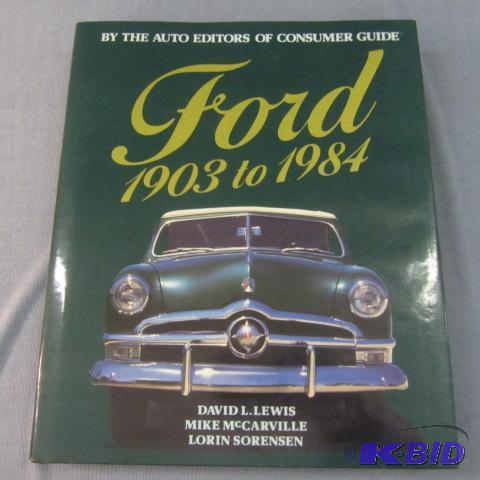 BY THE AUTO EDITORS OF CONSUMER GUIDE
Ford
1903 to 1984
DAVID L. LEWIS
MIKE McCARVILLE
LORIN SORENSEN
K-BID